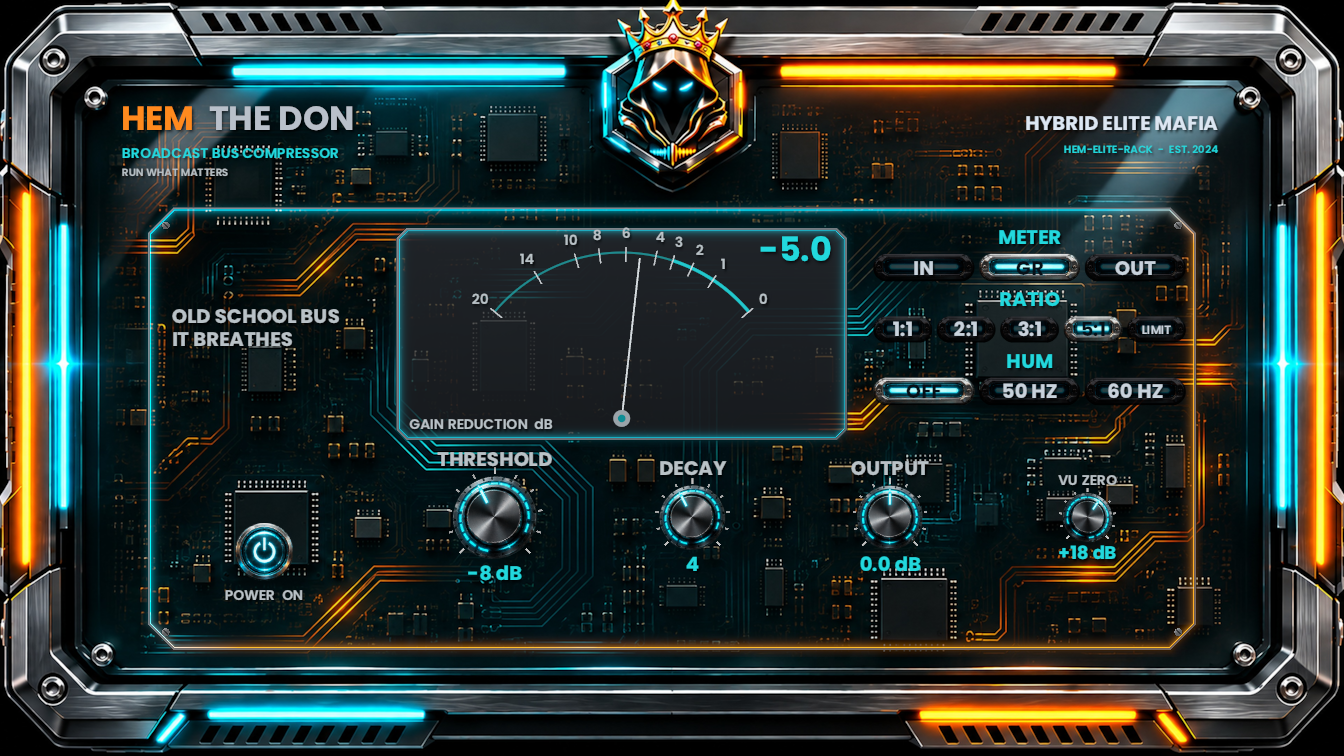 HEM THE DON
BROADCAST BUS COMPRESSOR
RUN WHAT MATTERS
HYBRID ELITE MAFIA
HEM-ELITE-RACK - EST. 2024
OLD SCHOOL BUS
IT BREATHES
20 14 10 8 6 4 3 2 1 0
-5.0
GAIN REDUCTION dB
METER
IN GR OUT
RATIO
1:1 2:1 3:1 5:1 LIMIT
HUM
OFF 50 HZ 60 HZ
THRESHOLD
-8 dB
DECAY
4
OUTPUT
0.0 dB
VU ZERO
+18 dB
POWER ON